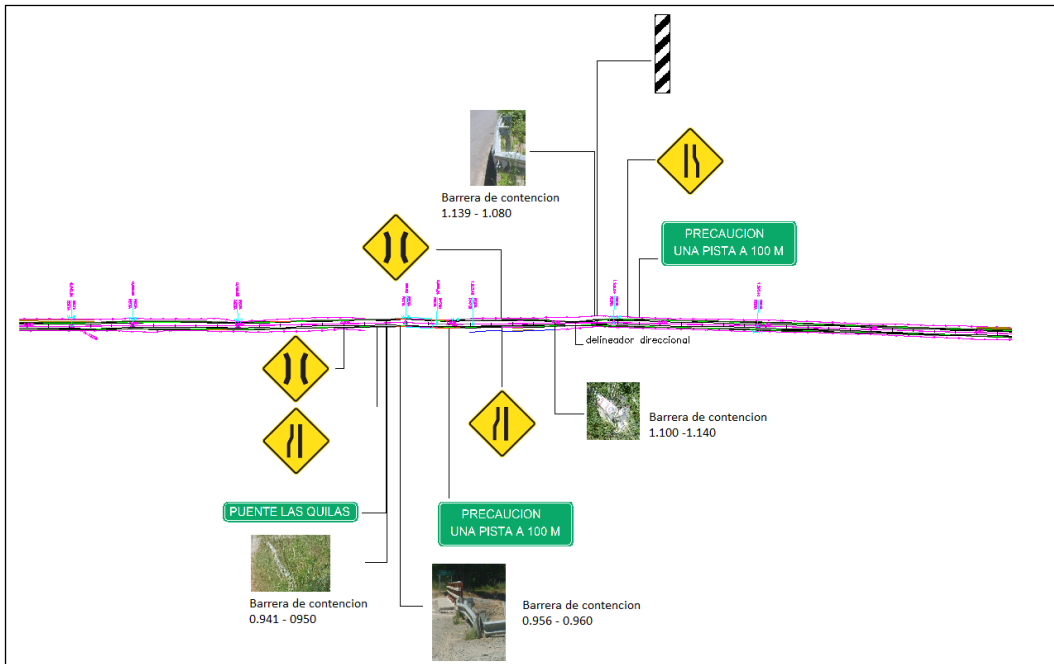 Barrera de contencion
1.139 - 1.080
PRECAUCION
UNA PISTA A 100 M
delineador direccional
Barrera de contencion
1.100 -1.140
PUENTE LAS QUILAS
PRECAUCION
UNA PISTA A 100 M
Barrera de contencion
0.941 - 0950
Barrera de contencion
0.956 - 0.960